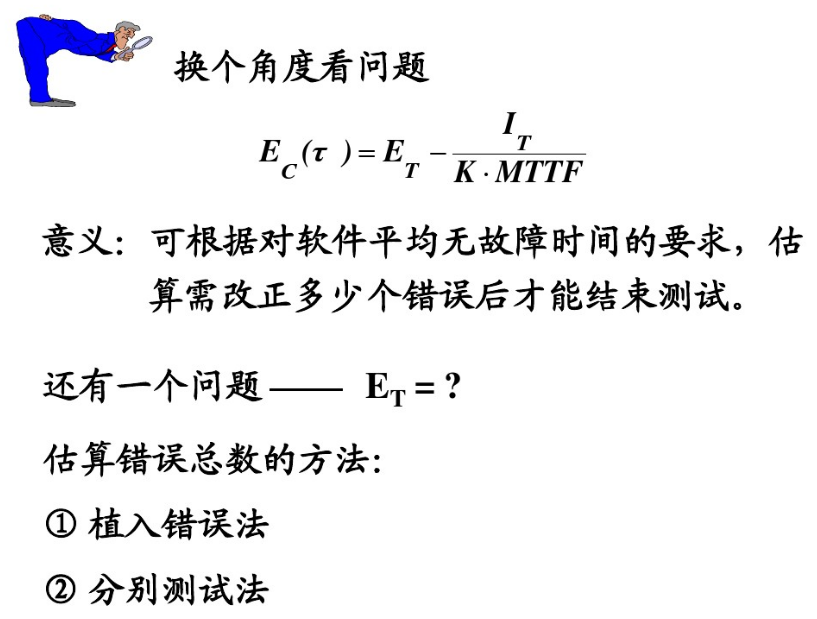 换个角度看问题
E_C(τ) = E_T − I_T / (K · MTTF)
意义：可根据对软件平均无故障时间的要求，估
算需改正多少个错误后才能结束测试。
还有一个问题 —— E_T = ?
估算错误总数的方法：
① 植入错误法
② 分别测试法